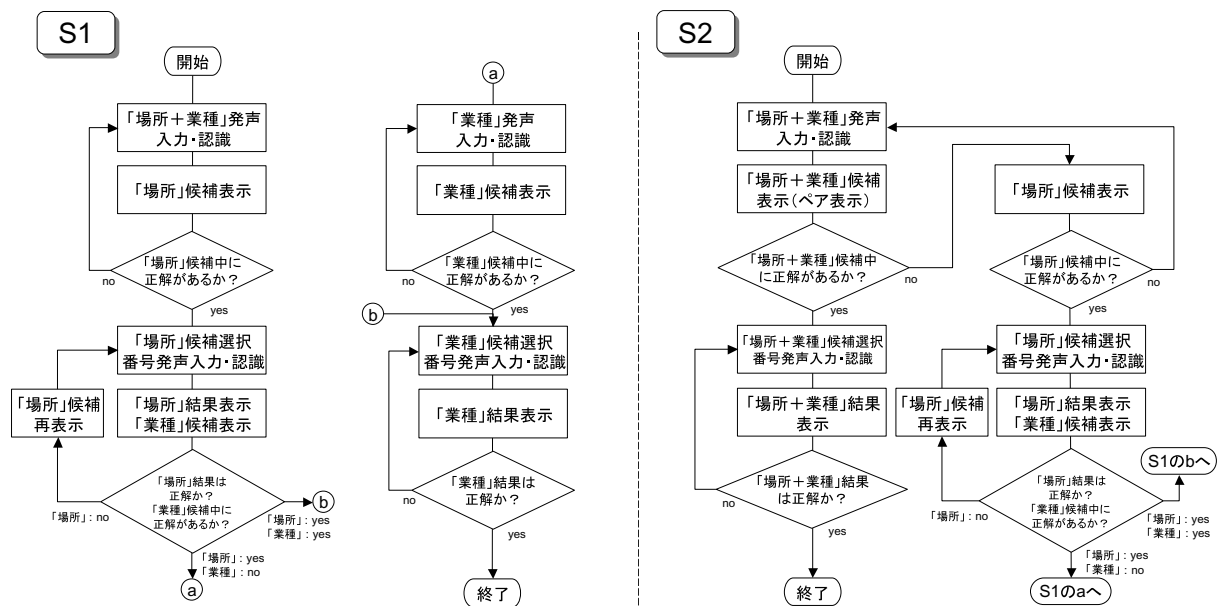 S1
開始
「場所＋業種」発声
入力・認識
「場所」候補表示
「場所」候補中に
正解があるか？
no
yes
「場所」候補選択
番号発声入力・認識
「場所」候補
再表示
「場所」結果表示
「業種」候補表示
「場所」結果は
正解か？
「業種」候補中に
正解があるか？
「場所」：no
b
「場所」：yes
「業種」：yes
「場所」：yes
「業種」：no
a
a
「業種」発声
入力・認識
「業種」候補表示
「業種」候補中に
正解があるか？
no
yes
b
「業種」候補選択
番号発声入力・認識
「業種」結果表示
「業種」結果は
正解か？
no
yes
終了
S2
開始
「場所＋業種」発声
入力・認識
「場所＋業種」候補
表示（ペア表示）
「場所＋業種」候補中
に正解があるか？
no
yes
「場所＋業種」候補選択
番号発声入力・認識
「場所＋業種」結果
表示
「場所＋業種」結果
は正解か？
no
yes
終了
「場所」候補表示
「場所」候補中に
正解があるか？
no
yes
「場所」候補選択
番号発声入力・認識
「場所」候補
再表示
「場所」結果表示
「業種」候補表示
S1のbへ
「場所」結果は
正解か？
「業種」候補中に
正解があるか？
「場所」：no
「場所」：yes
「業種」：yes
「場所」：yes
「業種」：no
S1のaへ